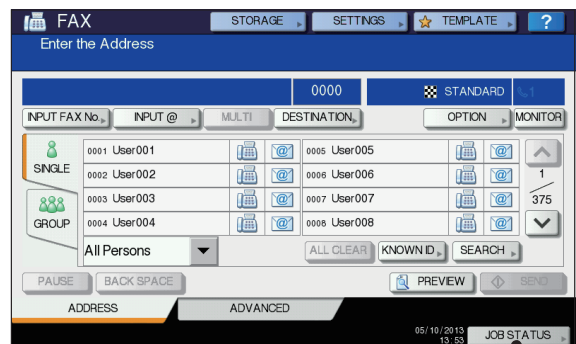 FAX STORAGE SETTINGS TEMPLATE ?
Enter the Address
0000 STANDARD 1
INPUT FAX No. INPUT @ MULTI DESTINATION OPTION MONITOR
SINGLE
GROUP
0001 User001
0002 User002
0003 User003
0004 User004
0005 User005
0006 User006
0007 User007
0008 User008
1
375
All Persons ALL CLEAR KNOWN ID SEARCH
PAUSE BACK SPACE PREVIEW SEND
ADDRESS ADVANCED
05/10/2013
13:53 JOB STATUS